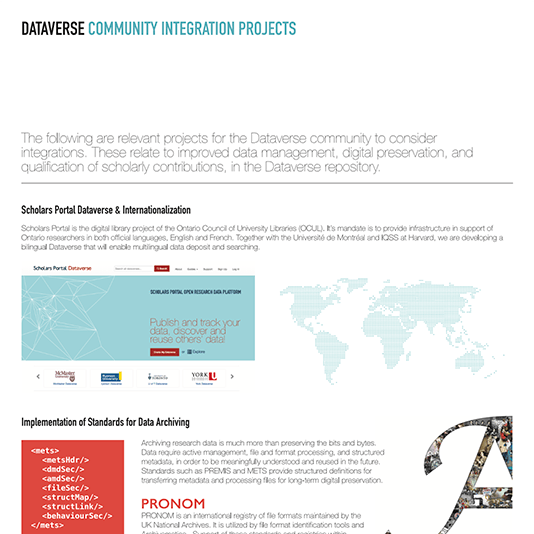 DATAVERSE COMMUNITY INTEGRATION PROJECTS
The following are relevant projects for the Dataverse community to consider
integrations. These relate to improved data management, digital preservation, and
qualification of scholarly contributions, in the Dataverse repository.
Scholars Portal Dataverse & Internationalization
Scholars Portal is the digital library project of the Ontario Council of University Libraries (OCUL). It's mandate is to provide infrastructure in support of
Ontario researchers in both official languages, English and French. Together with the Université de Montréal and IQSS at Harvard, we are developing a
bilingual Dataverse that will enable multilingual data deposit and searching.
Scholars Portal Dataverse
Search
About
Support
Sign Up
Log In
SCHOLARS PORTAL OPEN RESEARCH DATA PLATFORM
Publish and track your
data, discover and
reuse others' data!
or Explore
McMaster
TORONTO
YORK
Implementation of Standards for Data Archiving
<mets>
<metsHdr/>
<dmdSec/>
<amdSec/>
<fileSec/>
<structMap/>
<structLink/>
<behaviourSec/>
</mets>
Archiving research data is much more than preserving the bits and bytes.
Data require active management, file and format processing, and structured
metadata, in order to be meaningfully understood and reused in the future.
Standards such as PREMIS and METS provide structured definitions for
transferring metadata and processing files for long-term digital preservation.
PRONOM
PRONOM is an international registry of file formats maintained by the
UK National Archives. It is utilized by file format identification tools and